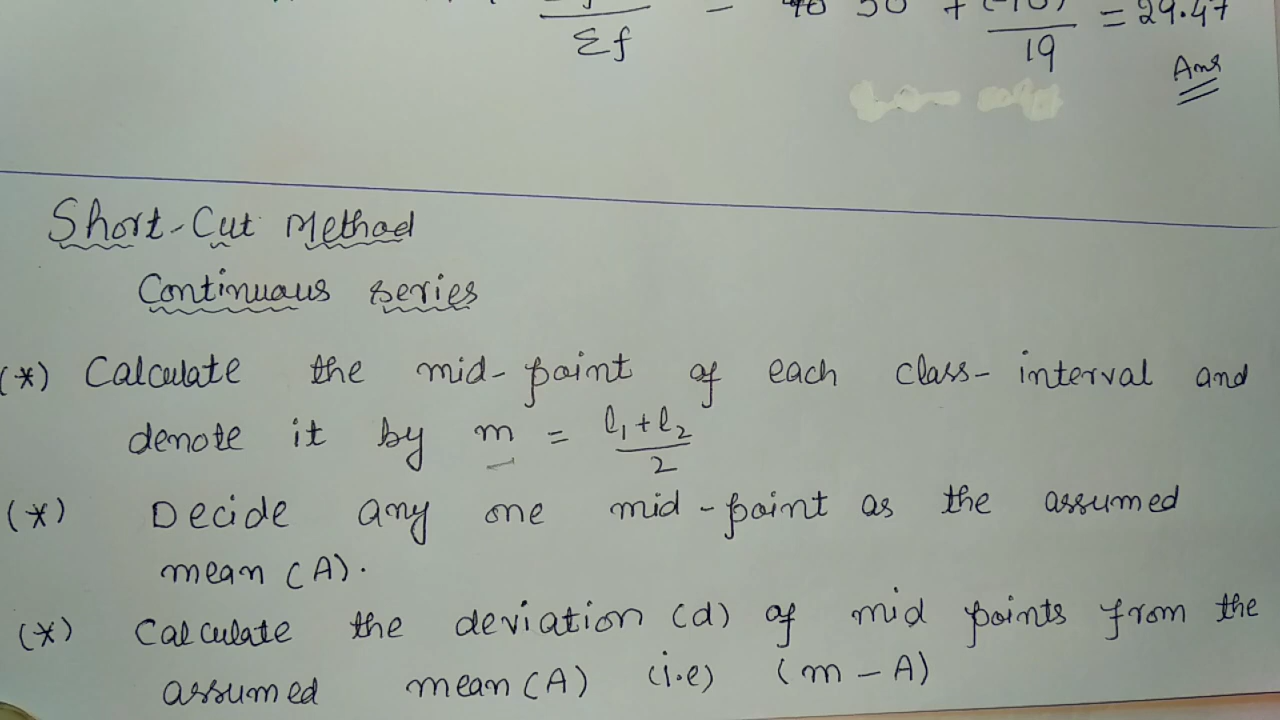 Σf = 30 + 19 = 29.47
Ans
Short-Cut Method
Continuous series
(*) Calculate the mid-point of each class-interval and
denote it by m = l₁+l₂/2
(*) Decide any one mid-point as the assumed
mean (A).
(*) Calculate the deviation (d) of mid points from the
assumed mean (A) (i.e) (m - A)